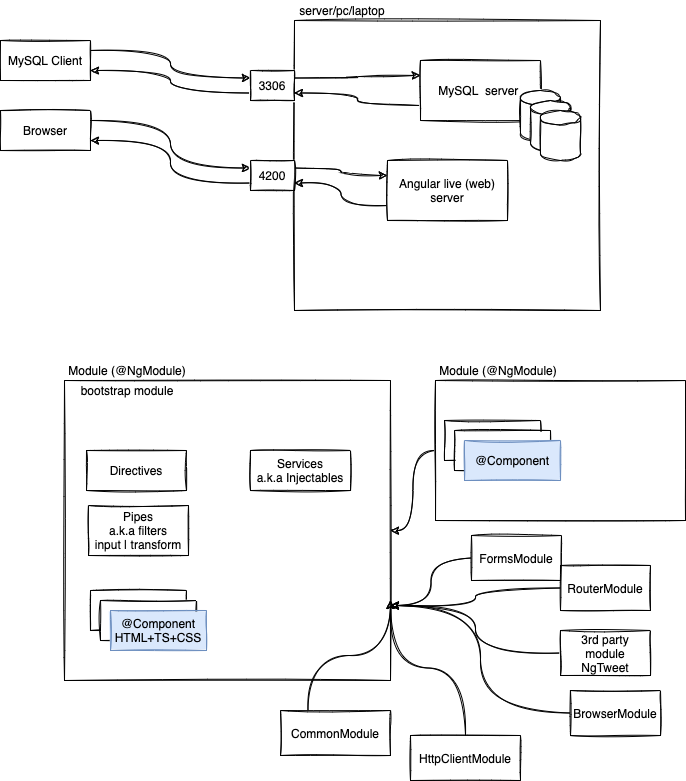 server/pc/laptop
MySQL Client
3306
MySQL server
Browser
4200
Angular live (web)
server
Module (@NgModule)
bootstrap module
Directives
Services
a.k.a Injectables
Pipes
a.k.a filters
input | transform
@Component
HTML+TS+CSS
Module (@NgModule)
@Component
FormsModule
RouterModule
3rd party
module
NgTweet
BrowserModule
CommonModule
HttpClientModule